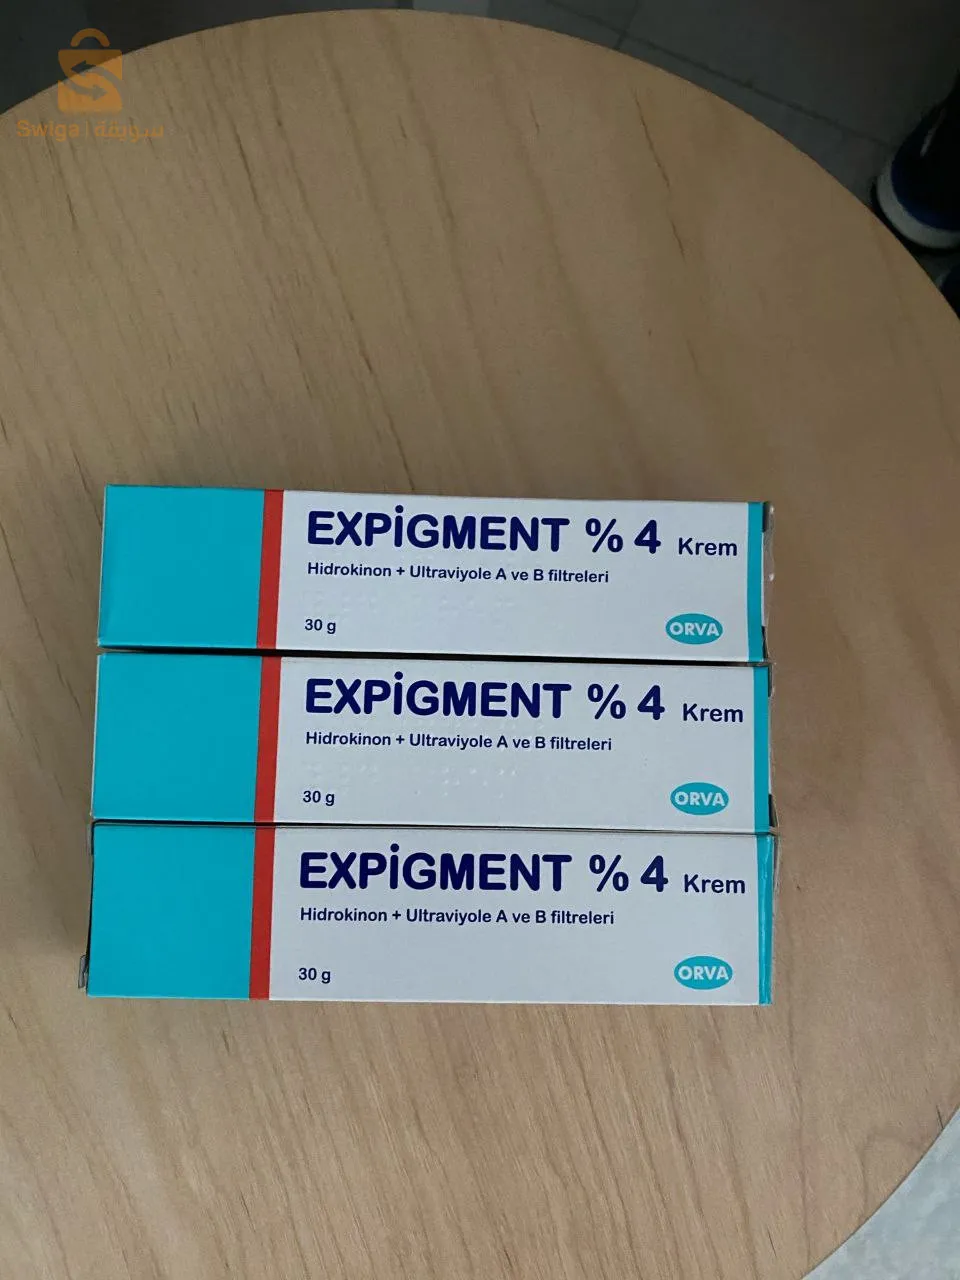 Swiga | سويقة
EXPİGMENT % 4 Krem
Hidrokinon + Ultraviyole A ve B filtreleri
30 g
ORVA
EXPİGMENT % 4 Krem
Hidrokinon + Ultraviyole A ve B filtreleri
30 g
ORVA
EXPİGMENT % 4 Krem
Hidrokinon + Ultraviyole A ve B filtreleri
30 g
ORVA